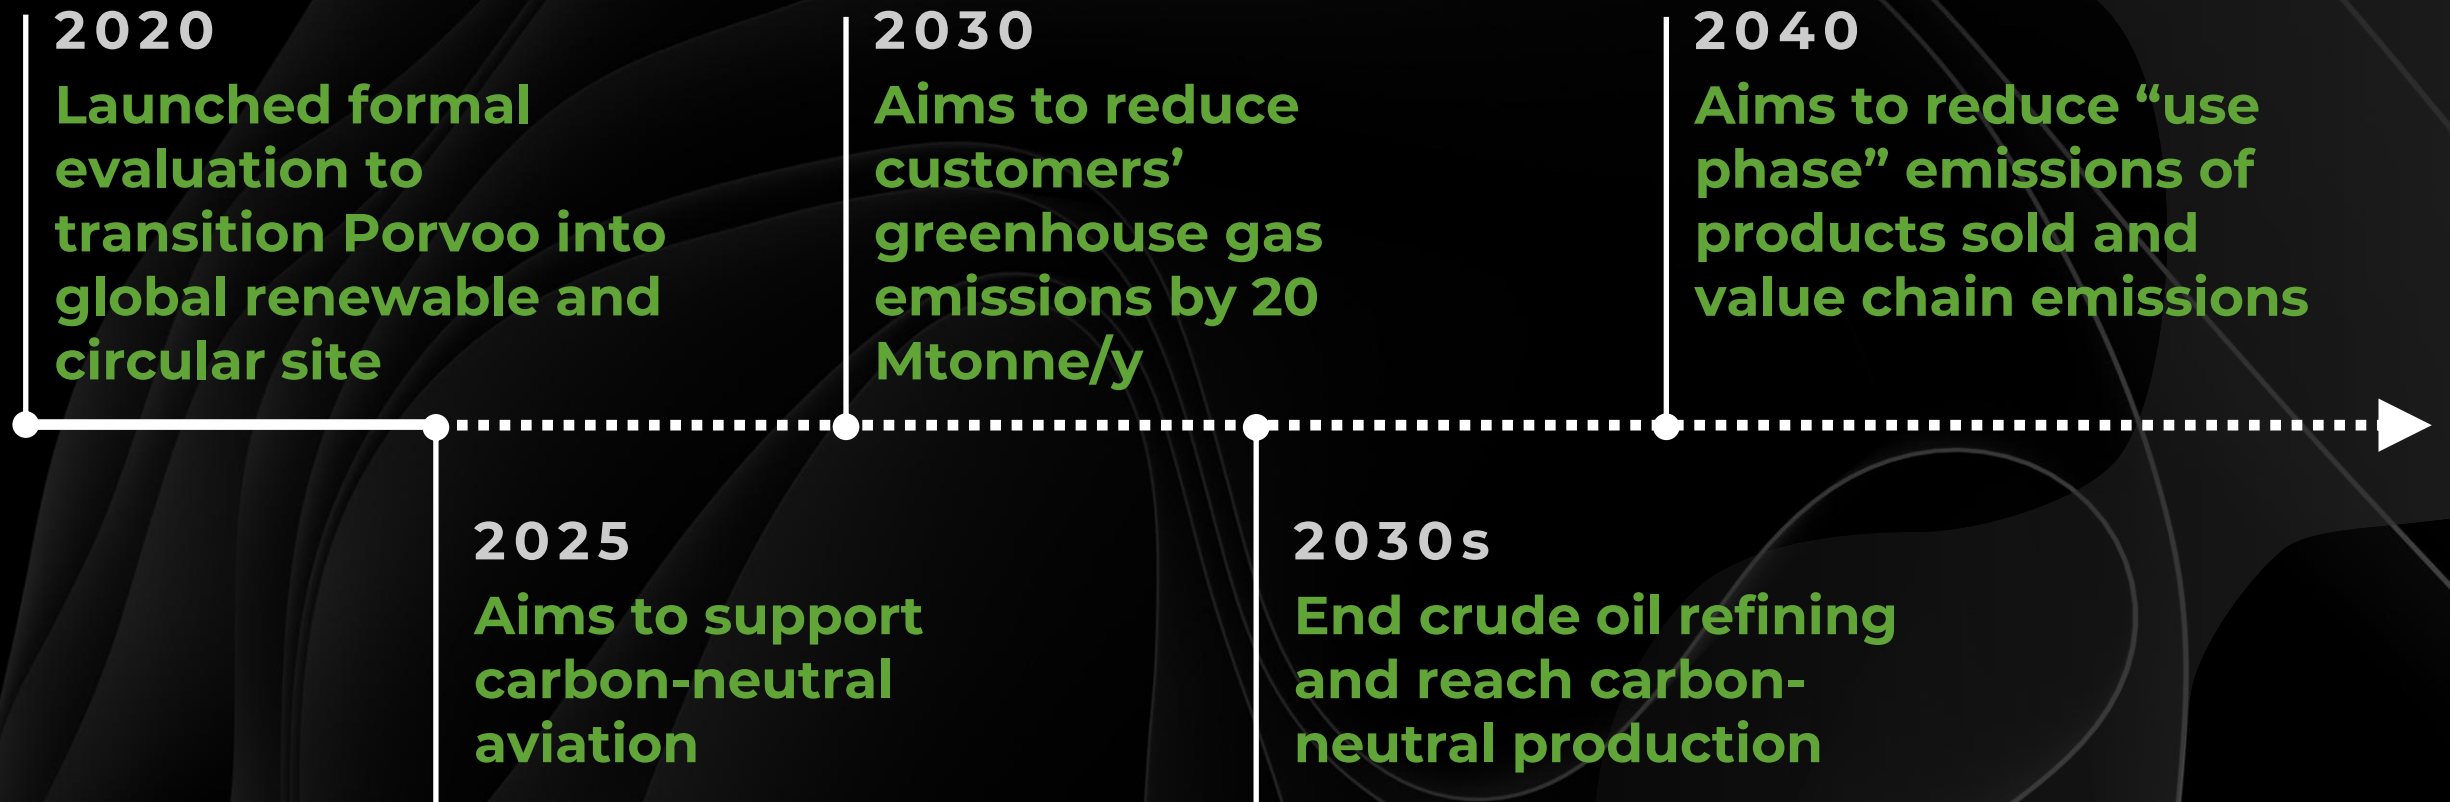 2020
Launched formal
evaluation to
transition Porvoo into
global renewable and
circular site
2030
Aims to reduce
customers’
greenhouse gas
emissions by 20
Mtonne/y
2040
Aims to reduce “use
phase” emissions of
products sold and
value chain emissions
2025
Aims to support
carbon-neutral
aviation
2030s
End crude oil refining
and reach carbon-
neutral production